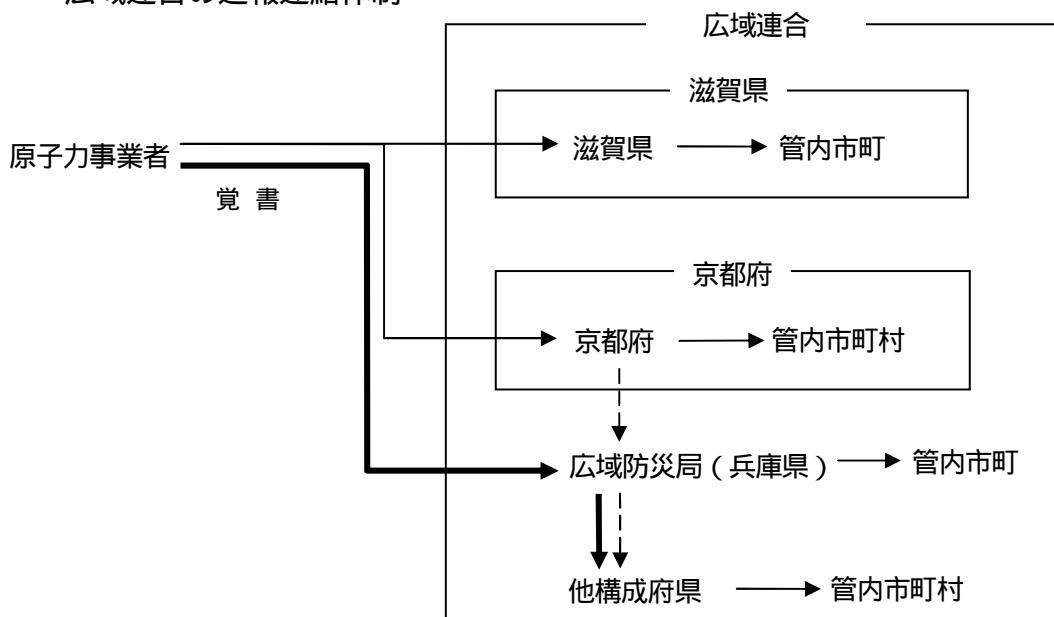 広域連合
滋賀県
滋賀県 管内市町
原子力事業者
覚 書
京都府
京都府 管内市町村
広域防災局(兵庫県) 管内市町
他構成府県 管内市町村